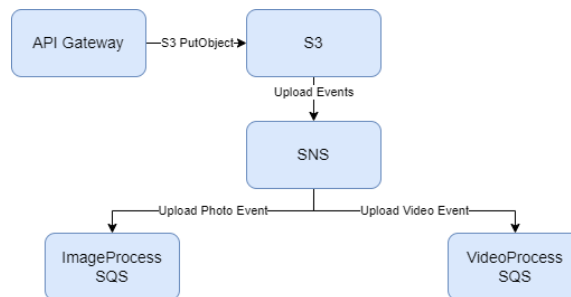 API Gateway
S3 PutObject
S3
Upload Events
SNS
Upload Photo Event
Upload Video Event
ImageProcess
SQS
VideoProcess
SQS